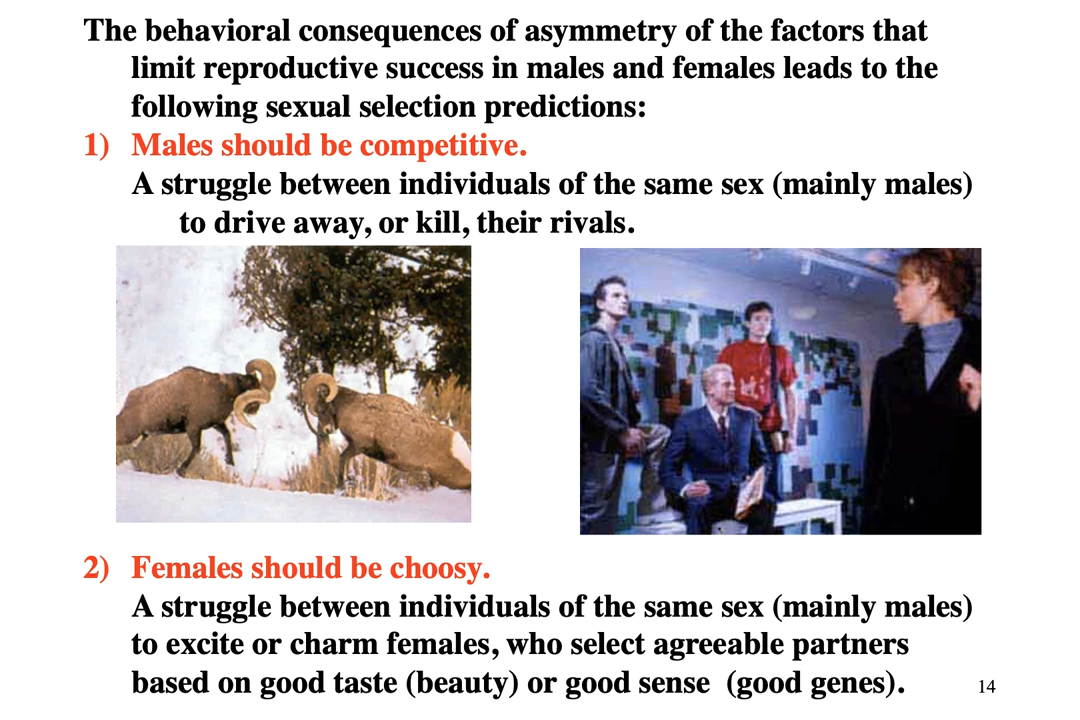 The behavioral consequences of asymmetry of the factors that
limit reproductive success in males and females leads to the
following sexual selection predictions:
1) Males should be competitive.
A struggle between individuals of the same sex (mainly males)
to drive away, or kill, their rivals.
2) Females should be choosy.
A struggle between individuals of the same sex (mainly males)
to excite or charm females, who select agreeable partners
based on good taste (beauty) or good sense (good genes).
14